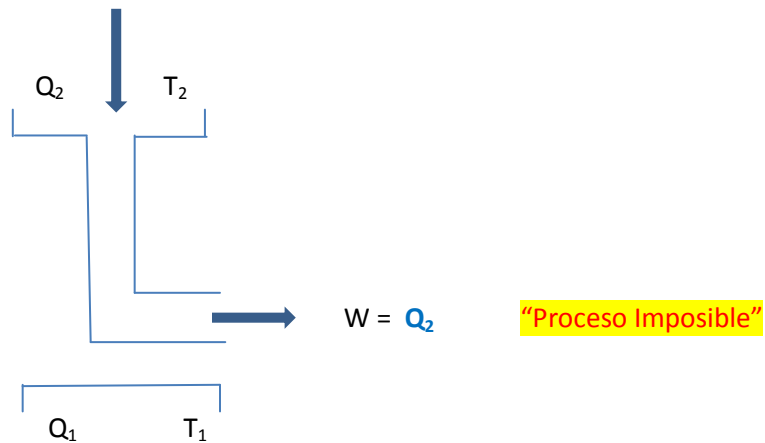 Q₂ T₂
W = Q₂ “Proceso Imposible”
Q₁ T₁